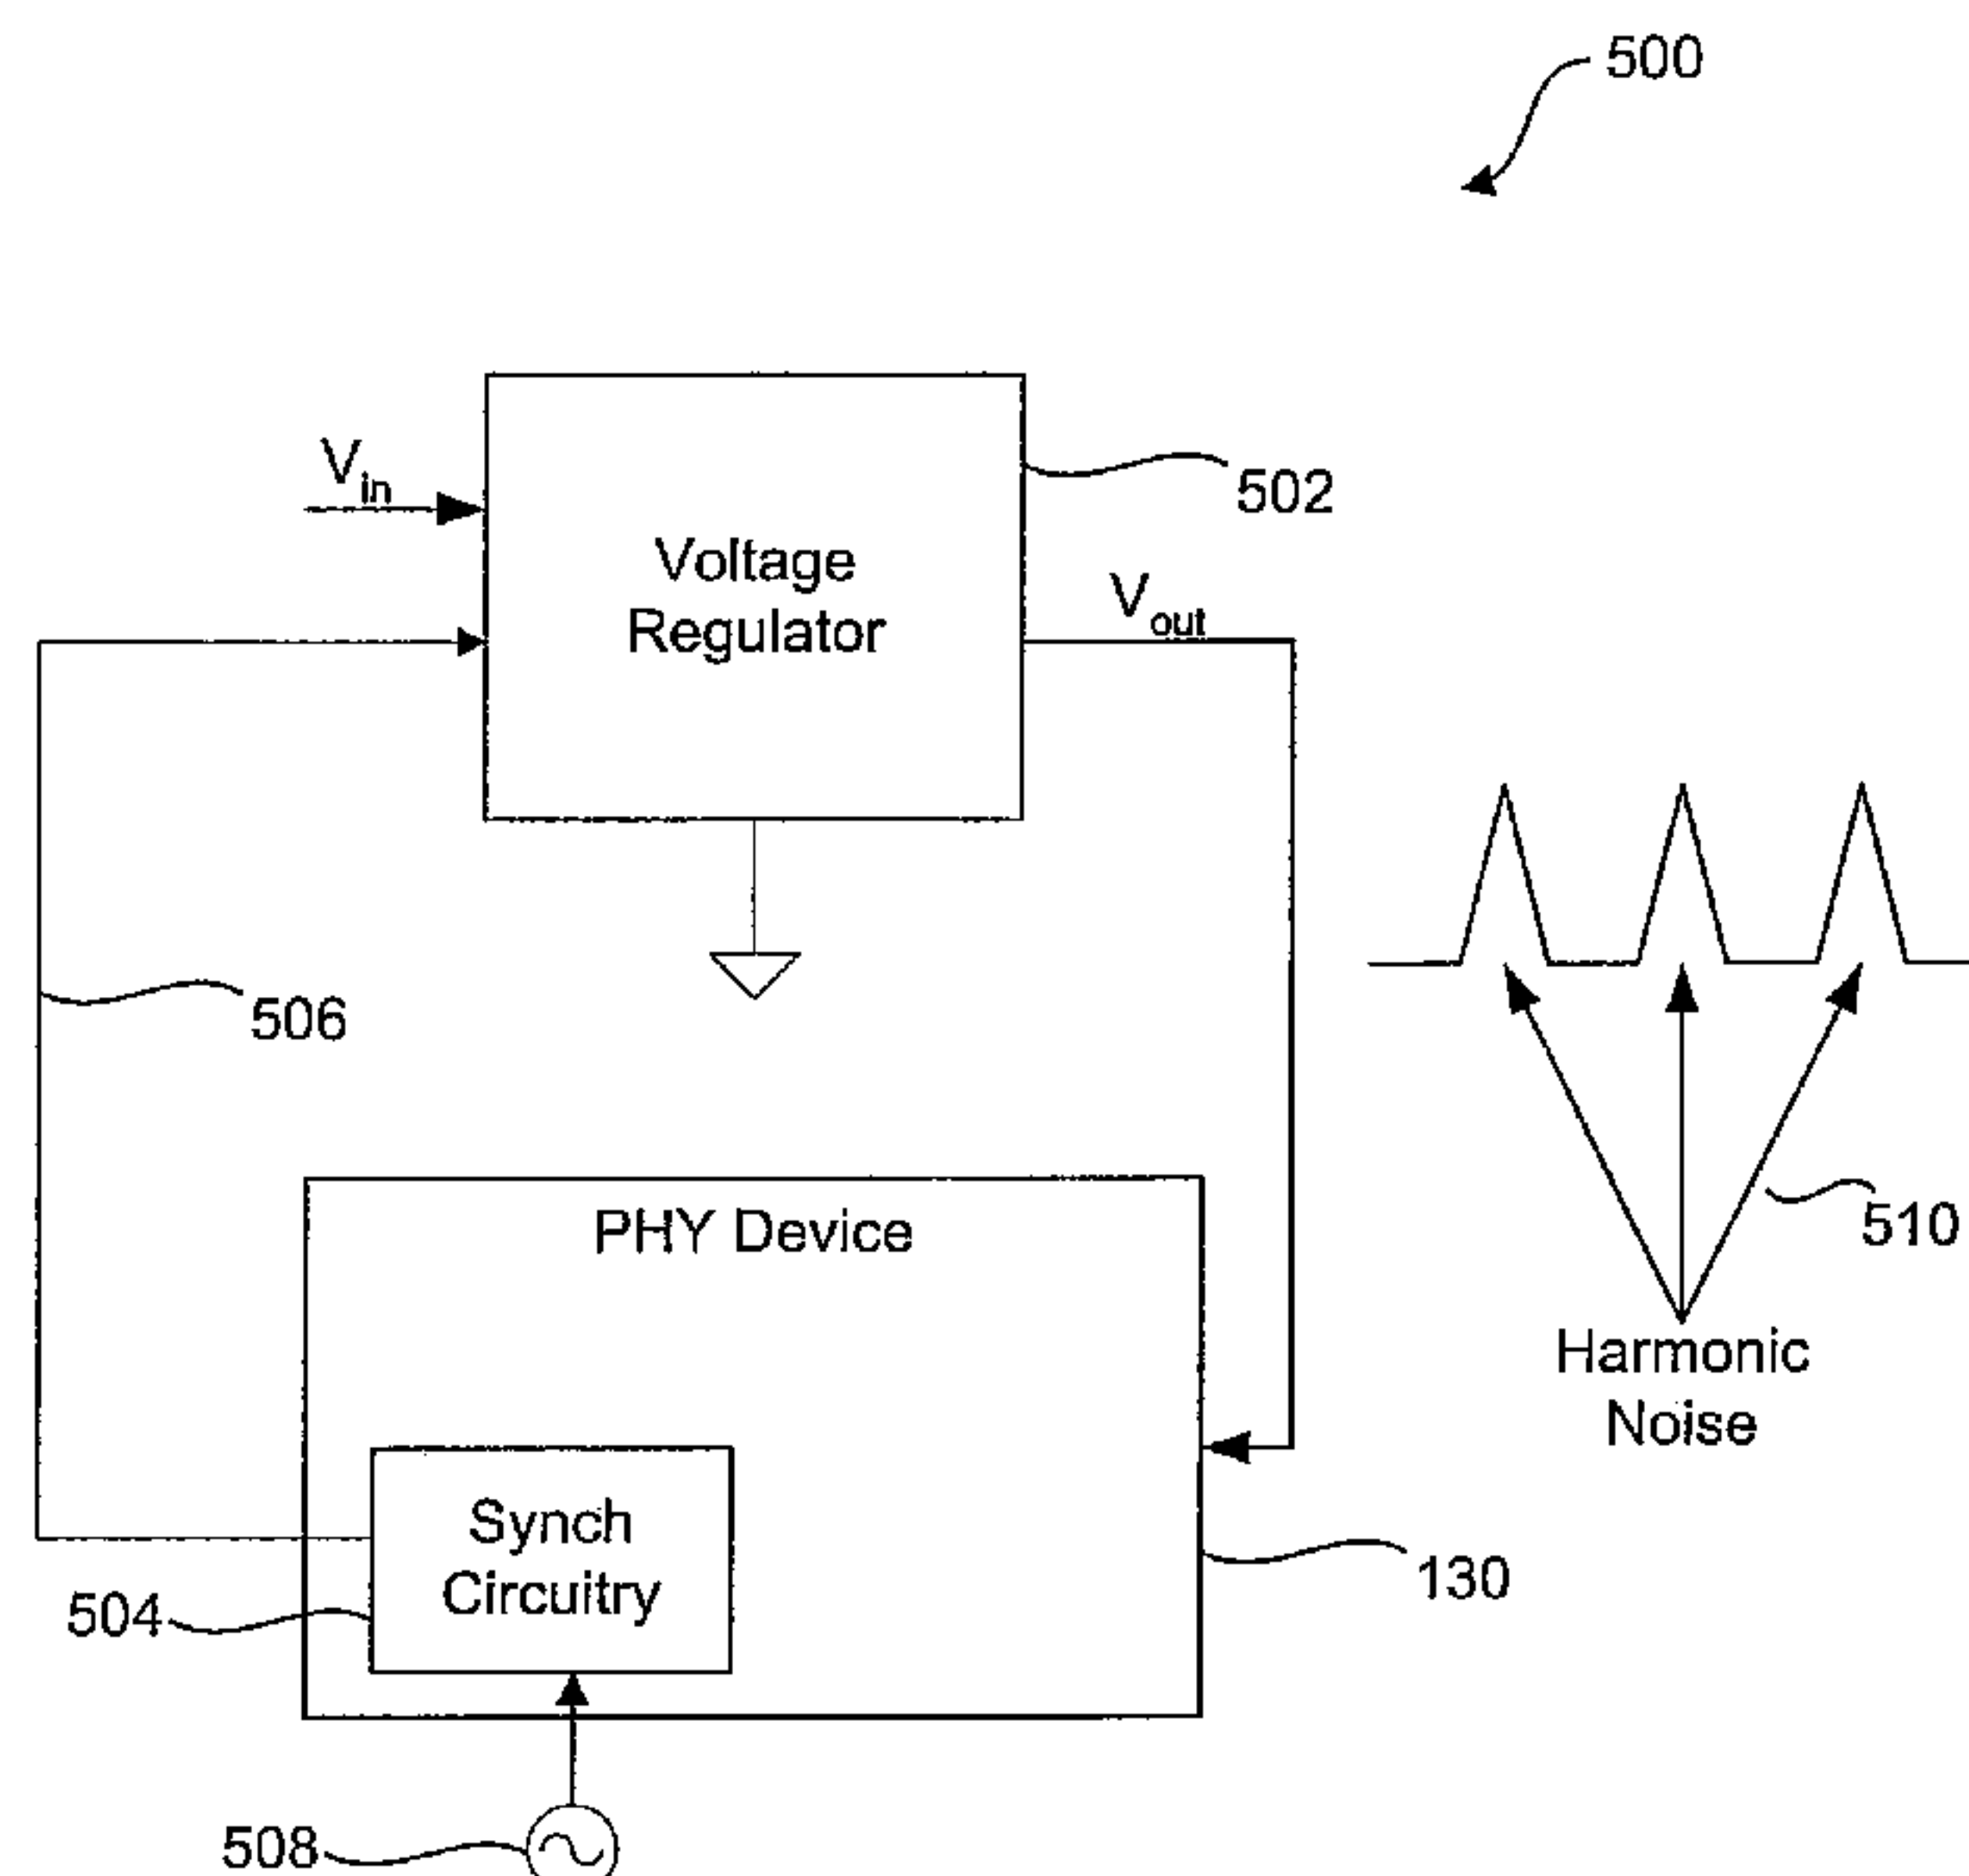 500
Vin
502
Voltage
Regulator
Vout
506
PHY Device
510
Harmonic
Noise
Synch
Circuitry
130
504
508